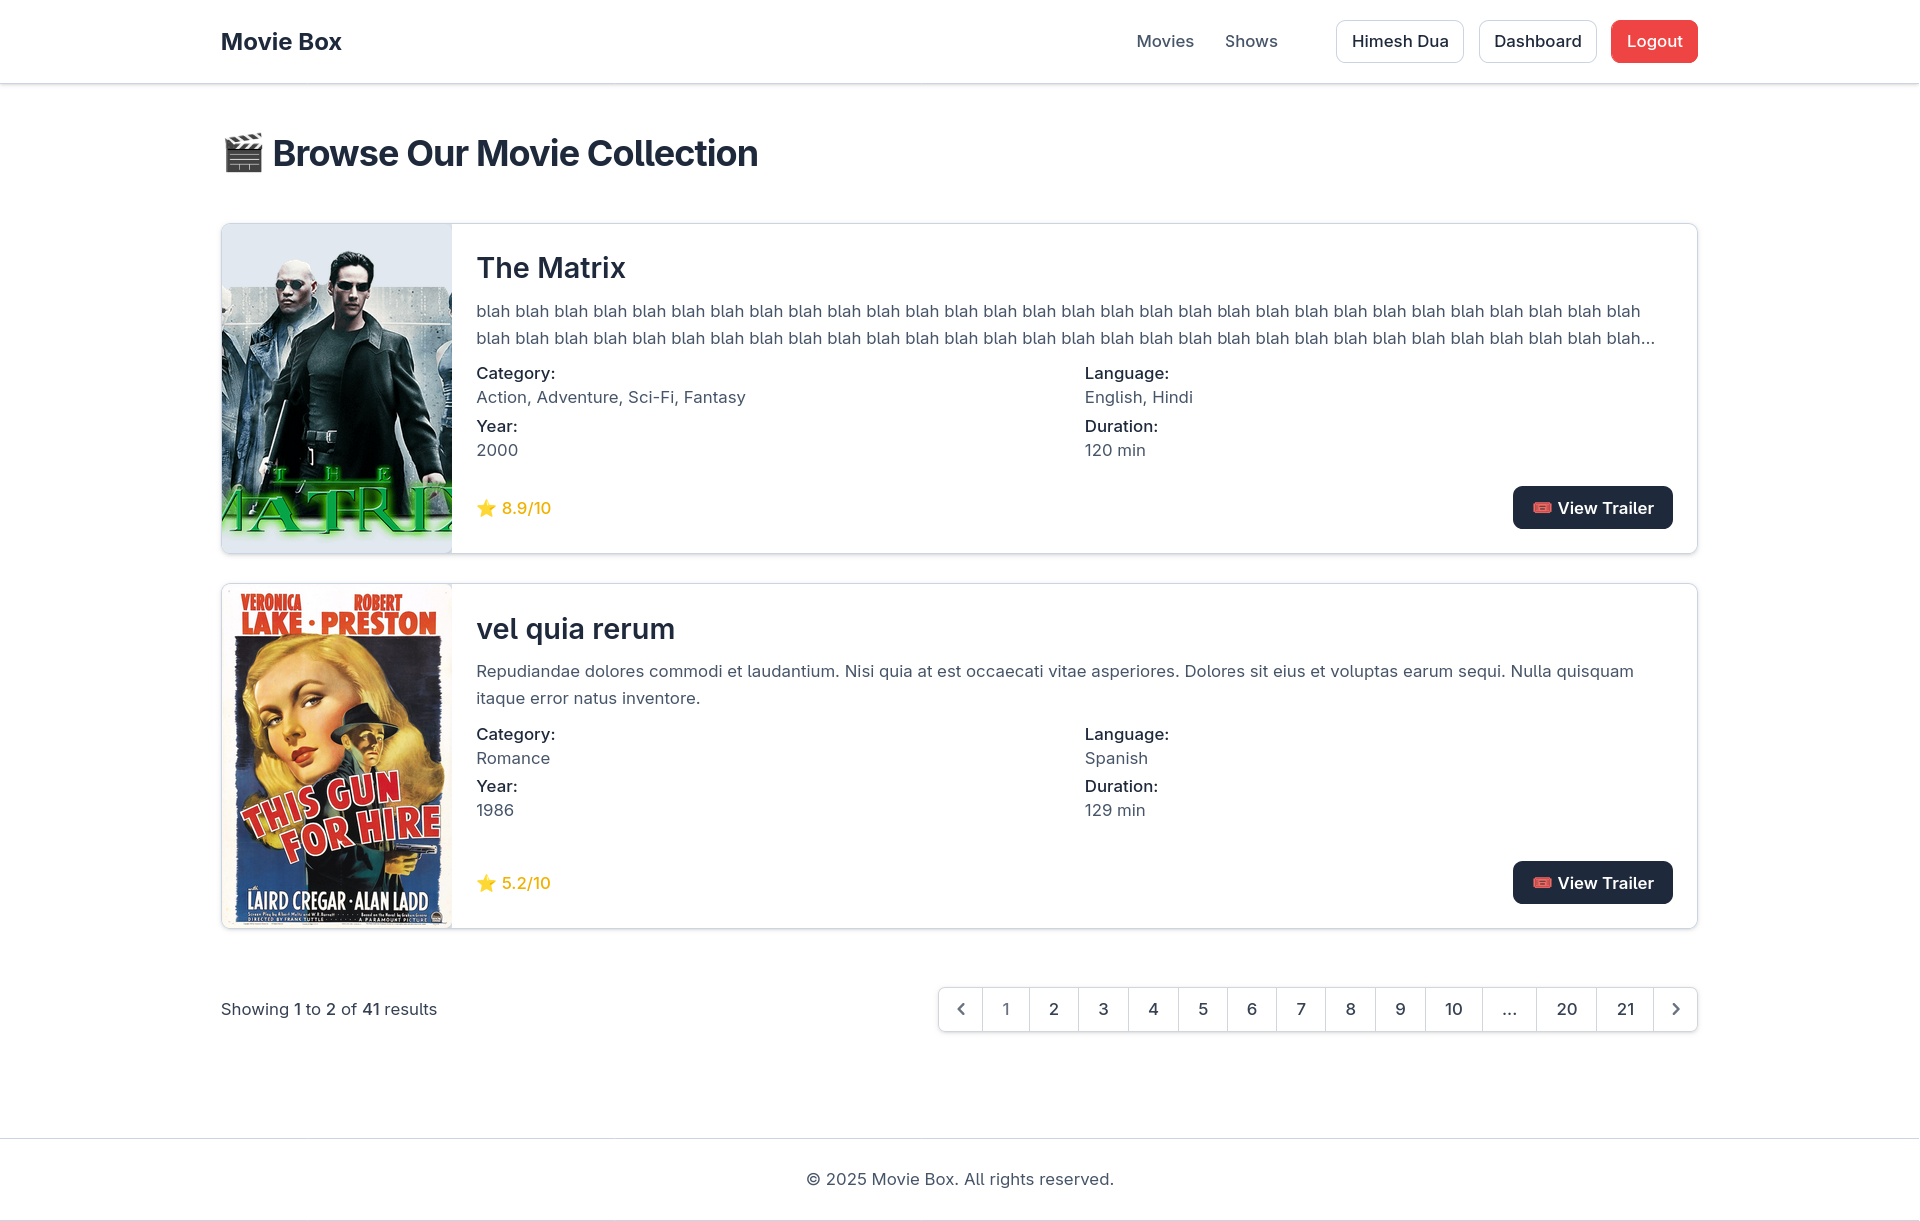 Movie Box
Movies
Shows
Himesh Dua
Dashboard
Logout
🎬 Browse Our Movie Collection
THE
MATRIX
The Matrix
blah blah blah blah blah blah blah blah blah blah blah blah blah blah blah blah blah blah blah blah blah blah blah blah blah blah blah blah blah blah
blah blah blah blah blah blah blah blah blah blah blah blah blah blah blah blah blah blah blah blah blah blah blah blah blah blah blah blah blah blah...
Category:
Action, Adventure, Sci-Fi, Fantasy
Language:
English, Hindi
Year:
2000
Duration:
120 min
⭐ 8.9/10
🎟️ View Trailer
VERONICA ROBERT
LAKE · PRESTON
THIS GUN
FOR HIRE
with
LAIRD CREGAR · ALAN LADD
DIRECTED BY FRANK TUTTLE
A PARAMOUNT PICTURE
vel quia rerum
Repudiandae dolores commodi et laudantium. Nisi quia at est occaecati vitae asperiores. Dolores sit eius et voluptas earum sequi. Nulla quisquam
itaque error natus inventore.
Category:
Romance
Language:
Spanish
Year:
1986
Duration:
129 min
⭐ 5.2/10
🎟️ View Trailer
Showing 1 to 2 of 41 results
1 2 3 4 5 6 7 8 9 10 ... 20 21
© 2025 Movie Box. All rights reserved.